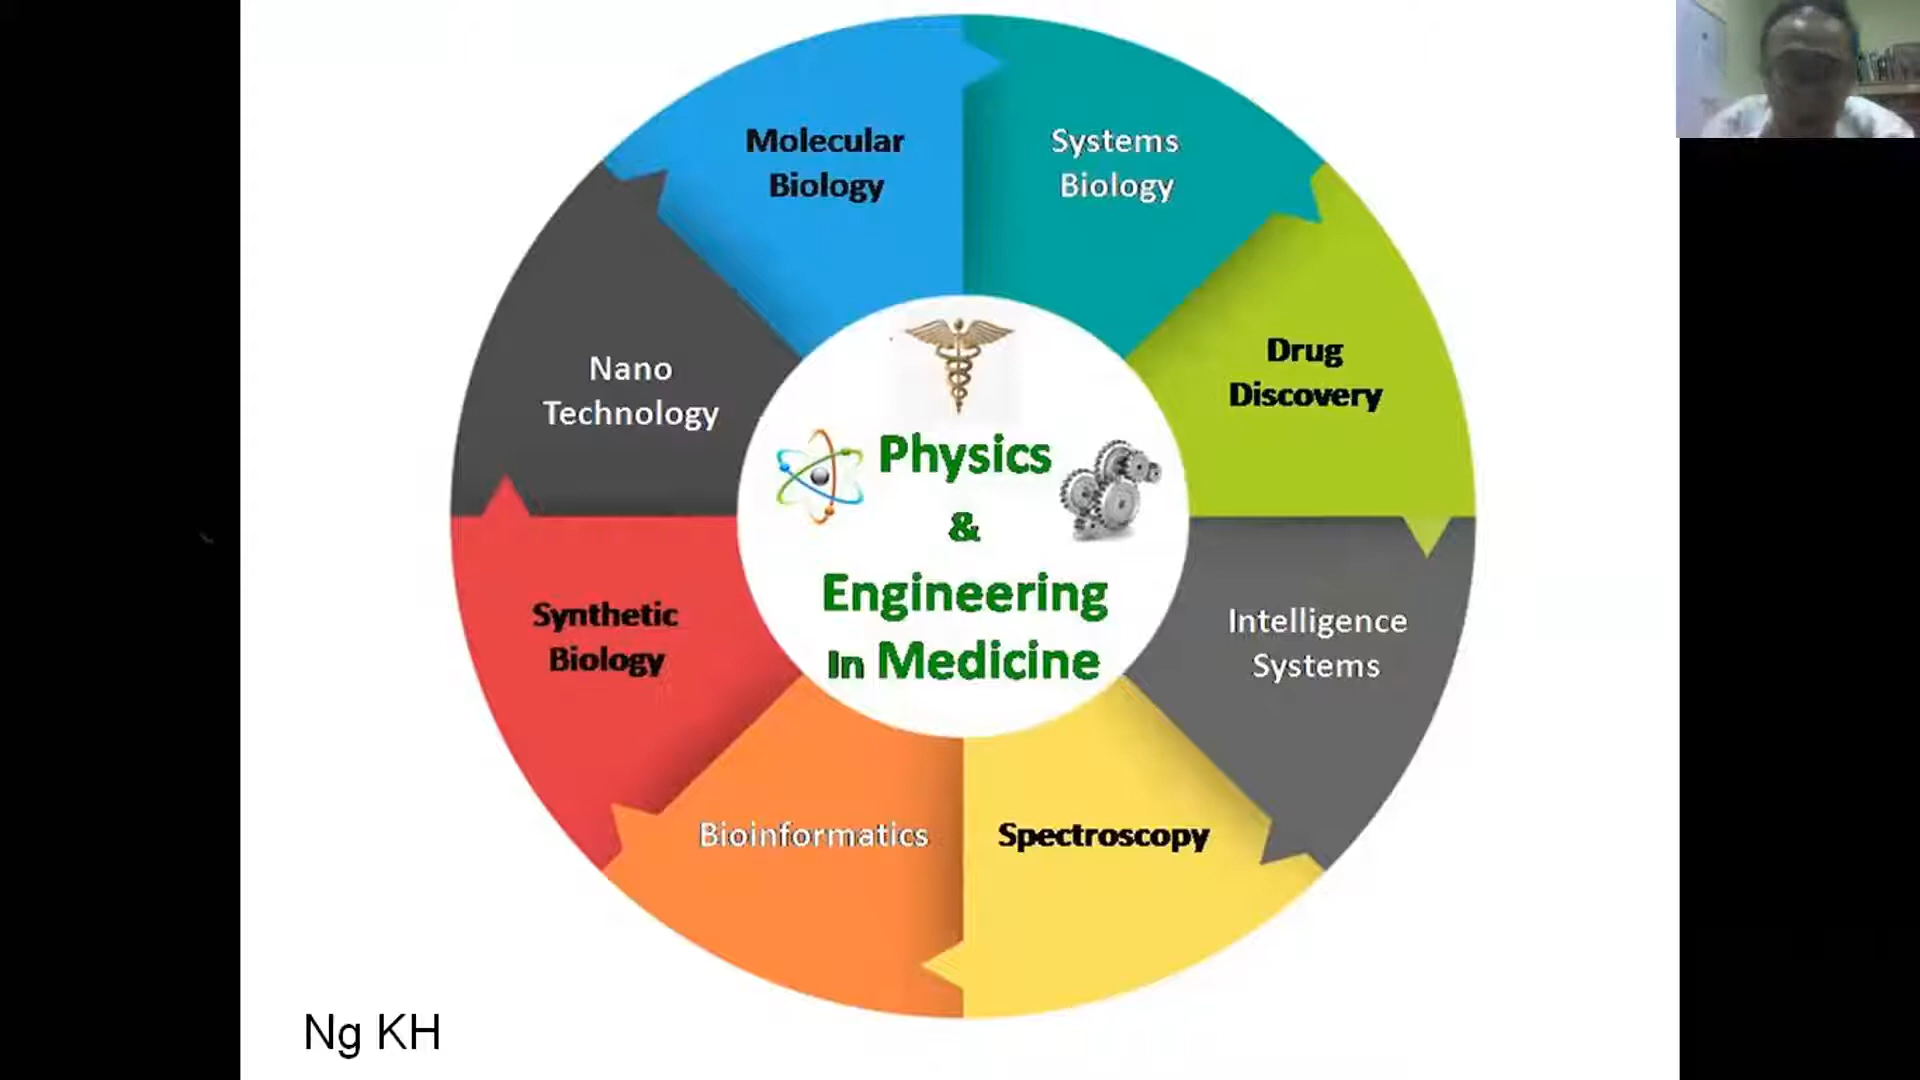 Molecular
Biology
Systems
Biology
Drug
Discovery
Intelligence
Systems
Spectroscopy
Bioinformatics
Synthetic
Biology
Nano
Technology
Physics
&
Engineering
In Medicine
Ng KH